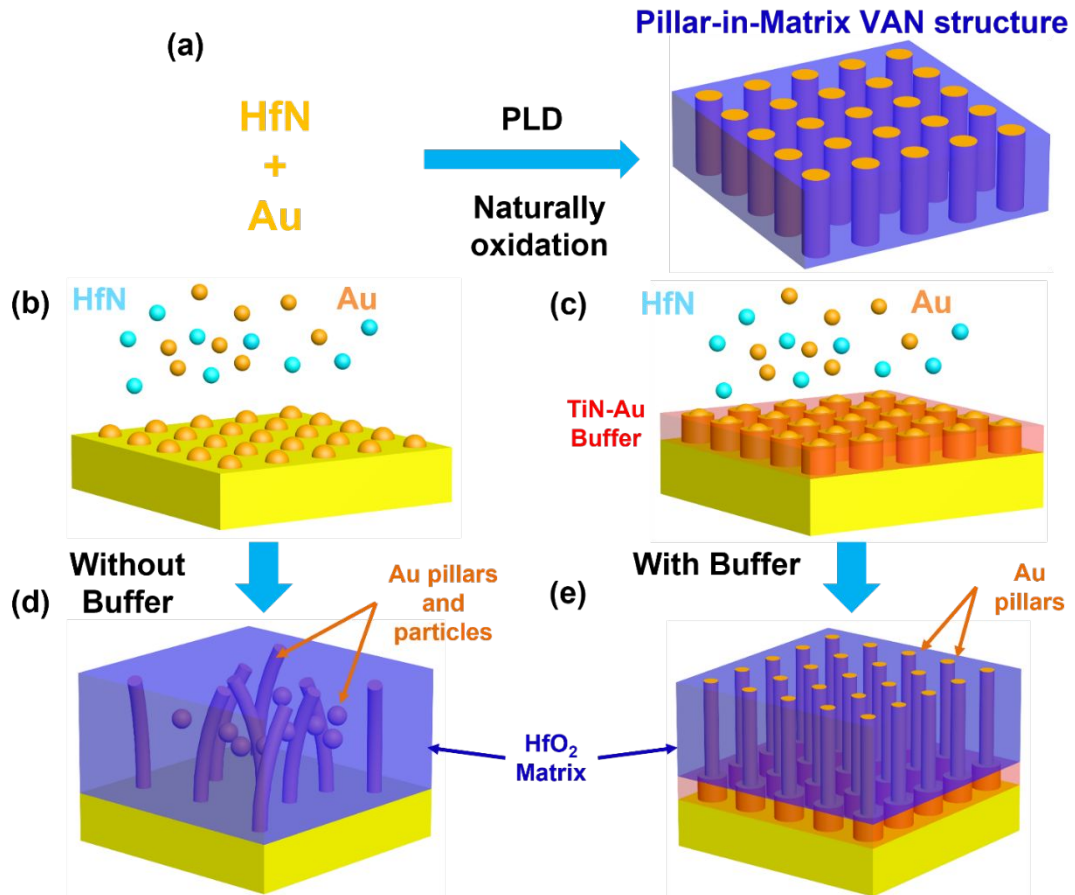 Pillar-in-Matrix VAN structure
(a)
HfN
+
Au
PLD
Naturally
oxidation
(b)
HfN
Au
(c)
HfN
Au
TiN-Au
Buffer
Without
Buffer
With Buffer
(d)
Au pillars
and
particles
(e)
Au
pillars
HfO₂
Matrix